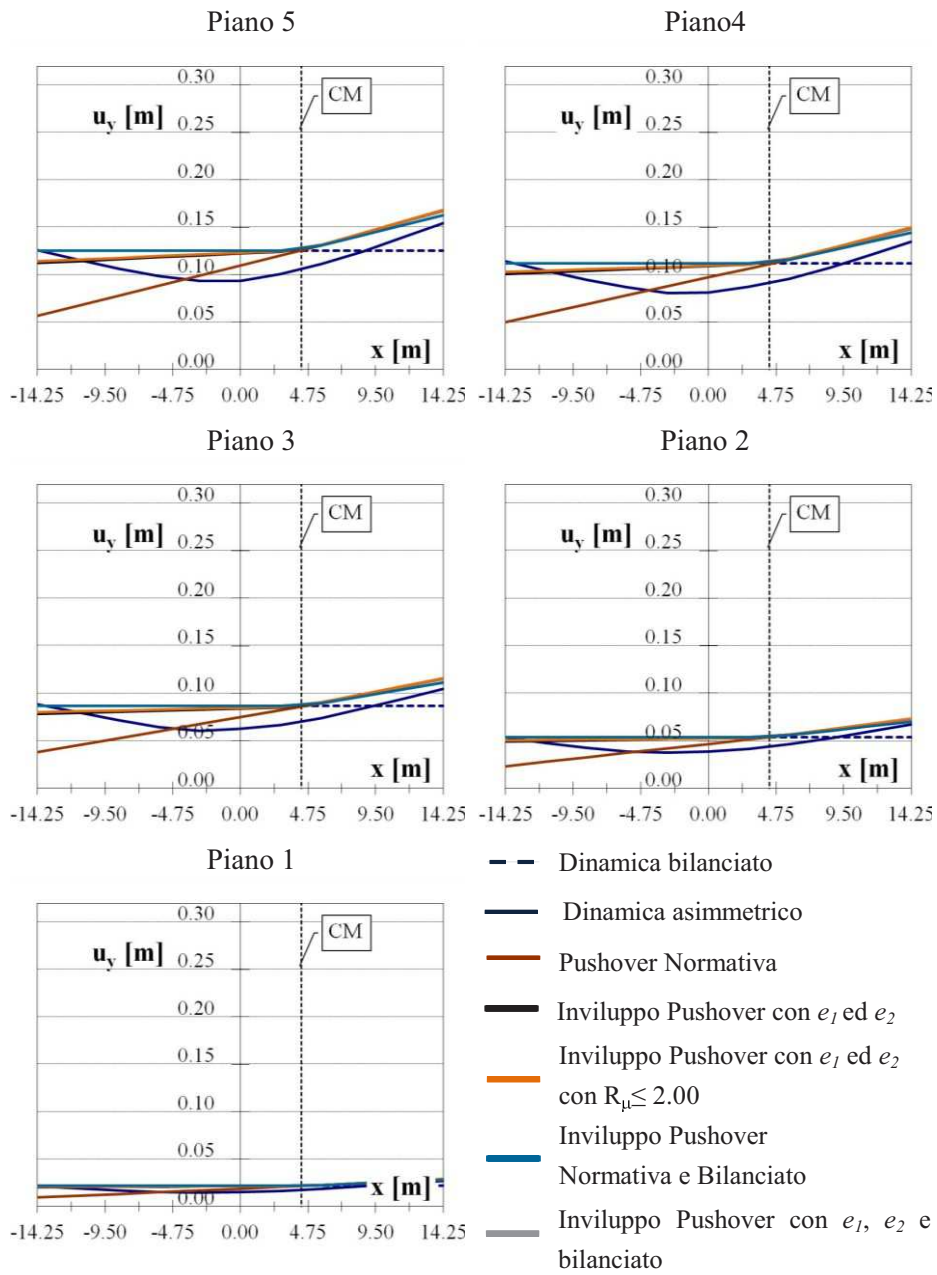 Piano 5
CM
u_y [m]
0.30
0.25
0.20
0.15
0.10
0.05
0.00
x [m]
-14.25 -9.50 -4.75 0.00 4.75 9.50 14.25
Piano4
CM
u_y [m]
0.30
0.25
0.20
0.15
0.10
0.05
0.00
x [m]
-14.25 -9.50 -4.75 0.00 4.75 9.50 14.25
Piano 3
CM
u_y [m]
0.30
0.25
0.20
0.15
0.10
0.05
0.00
x [m]
-14.25 -9.50 -4.75 0.00 4.75 9.50 14.25
Piano 2
CM
u_y [m]
0.30
0.25
0.20
0.15
0.10
0.05
0.00
x [m]
-14.25 -9.50 -4.75 0.00 4.75 9.50 14.25
Piano 1
CM
u_y [m]
0.30
0.25
0.20
0.15
0.10
0.05
0.00
x [m]
-14.25 -9.50 -4.75 0.00 4.75 9.50 14.25
Dinamica bilanciato
Dinamica asimmetrico
Pushover Normativa
Inviluppo Pushover con e₁ ed e₂
Inviluppo Pushover con e₁ ed e₂
con R_μ≤ 2.00
Inviluppo Pushover
Normativa e Bilanciato
Inviluppo Pushover con e₁, e₂ e
bilanciato